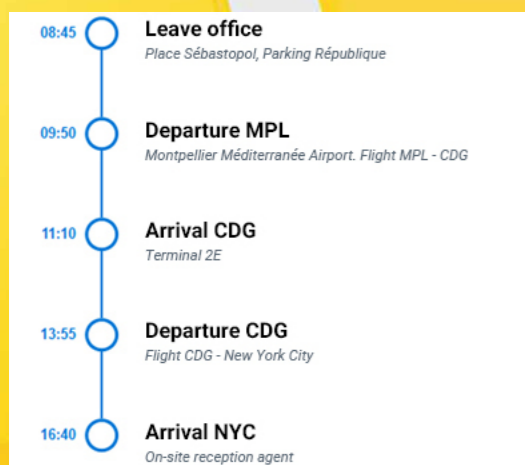 08:45 Leave office
Place Sébastopol, Parking République
09:50 Departure MPL
Montpellier Méditerranée Airport. Flight MPL - CDG
11:10 Arrival CDG
Terminal 2E
13:55 Departure CDG
Flight CDG - New York City
16:40 Arrival NYC
On-site reception agent